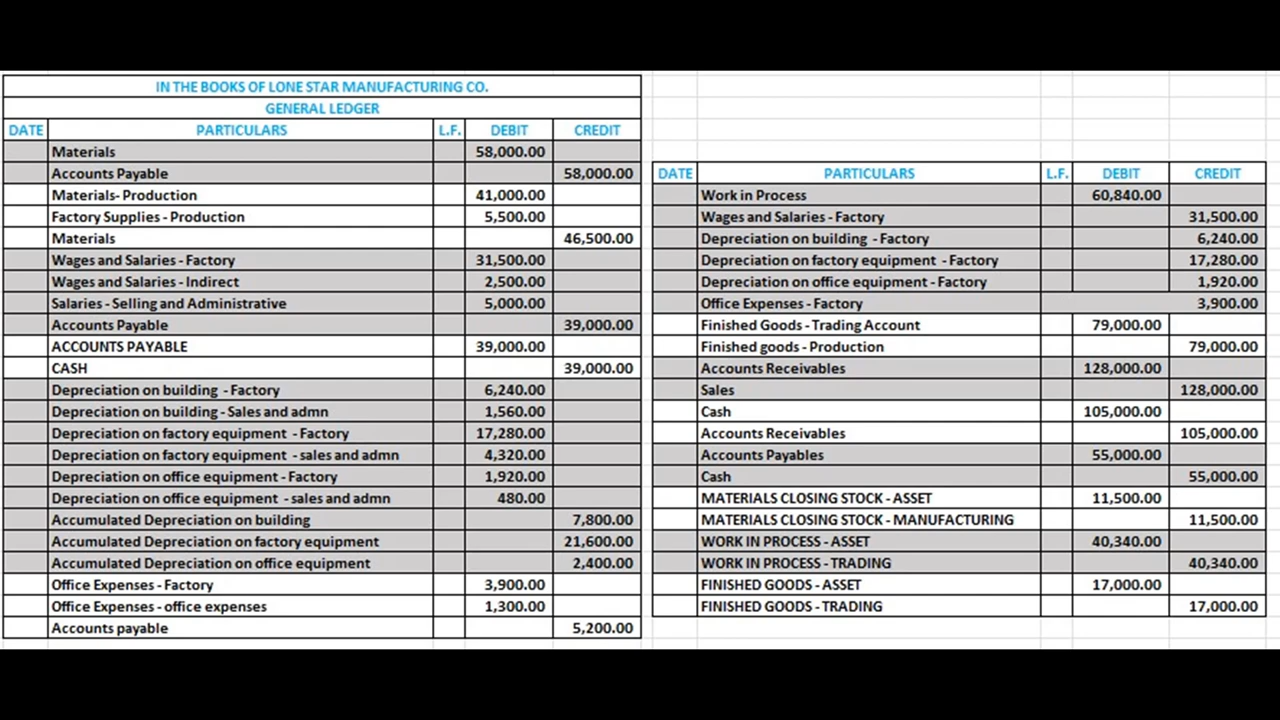 IN THE BOOKS OF LONE STAR MANUFACTURING CO.
GENERAL LEDGER
DATE PARTICULARS L.F. DEBIT CREDIT
Materials 58,000.00
Accounts Payable 58,000.00
Materials- Production 41,000.00
Factory Supplies - Production 5,500.00
Materials 46,500.00
Wages and Salaries - Factory 31,500.00
Wages and Salaries - Indirect 2,500.00
Salaries - Selling and Administrative 5,000.00
Accounts Payable 39,000.00
ACCOUNTS PAYABLE 39,000.00
CASH 39,000.00
Depreciation on building - Factory 6,240.00
Depreciation on building - Sales and admn 1,560.00
Depreciation on factory equipment - Factory 17,280.00
Depreciation on factory equipment - sales and admn 4,320.00
Depreciation on office equipment - Factory 1,920.00
Depreciation on office equipment - sales and admn 480.00
Accumulated Depreciation on building 7,800.00
Accumulated Depreciation on factory equipment 21,600.00
Accumulated Depreciation on office equipment 2,400.00
Office Expenses - Factory 3,900.00
Office Expenses - office expenses 1,300.00
Accounts payable 5,200.00
DATE PARTICULARS L.F. DEBIT CREDIT
Work in Process 60,840.00
Wages and Salaries - Factory 31,500.00
Depreciation on building - Factory 6,240.00
Depreciation on factory equipment - Factory 17,280.00
Depreciation on office equipment - Factory 1,920.00
Office Expenses - Factory 3,900.00
Finished Goods - Trading Account 79,000.00
Finished goods - Production 79,000.00
Accounts Receivables 128,000.00
Sales 128,000.00
Cash 105,000.00
Accounts Receivables 105,000.00
Accounts Payables 55,000.00
Cash 55,000.00
MATERIALS CLOSING STOCK - ASSET 11,500.00
MATERIALS CLOSING STOCK - MANUFACTURING 11,500.00
WORK IN PROCESS - ASSET 40,340.00
WORK IN PROCESS - TRADING 40,340.00
FINISHED GOODS - ASSET 17,000.00
FINISHED GOODS - TRADING 17,000.00